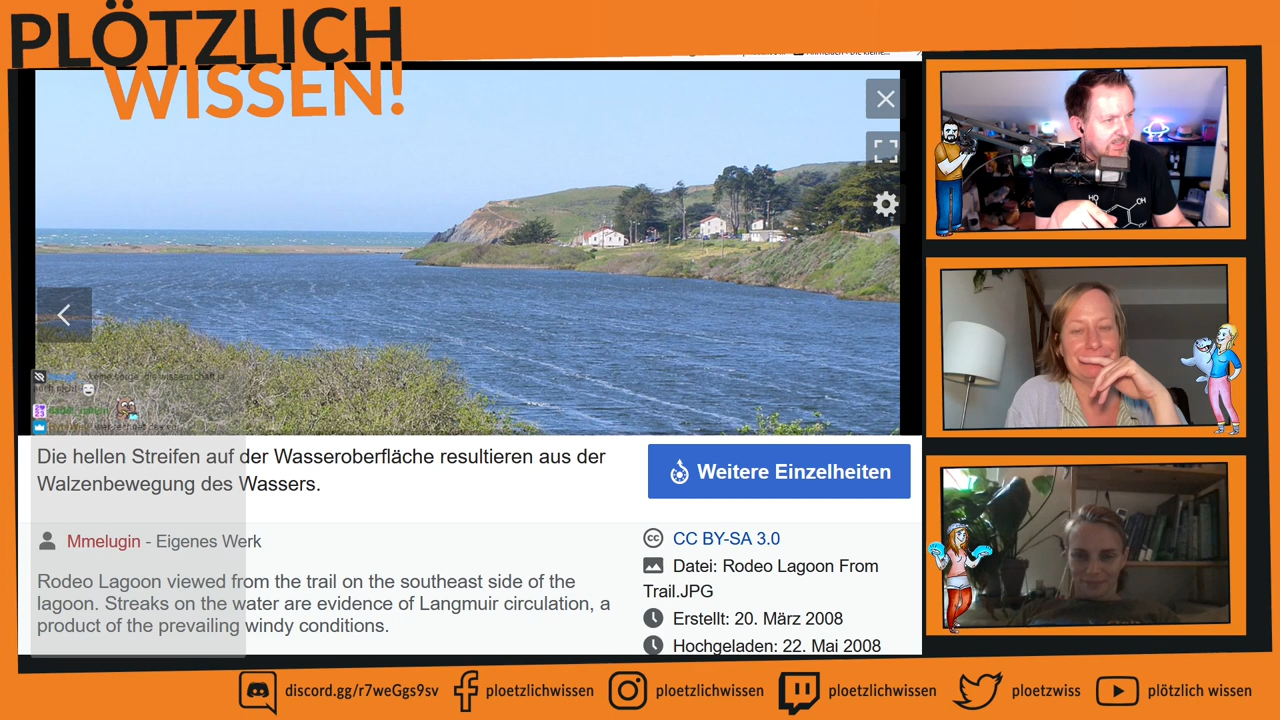 PLÖTZLICH
WISSEN!
HO
OH
OH
Die hellen Streifen auf der Wasseroberfläche resultieren aus der
Walzenbewegung des Wassers.
Weitere Einzelheiten
Mmelugin - Eigenes Werk
Rodeo Lagoon viewed from the trail on the southeast side of the
lagoon. Streaks on the water are evidence of Langmuir circulation, a
product of the prevailing windy conditions.
CC BY-SA 3.0
Datei: Rodeo Lagoon From
Trail.JPG
Erstellt: 20. März 2008
Hochgeladen: 22. Mai 2008
discord.gg/r7weGgs9sv
ploetzlichwissen
ploetzlichwissen
ploetzlichwissen
ploetzwiss
plötzlich wissen